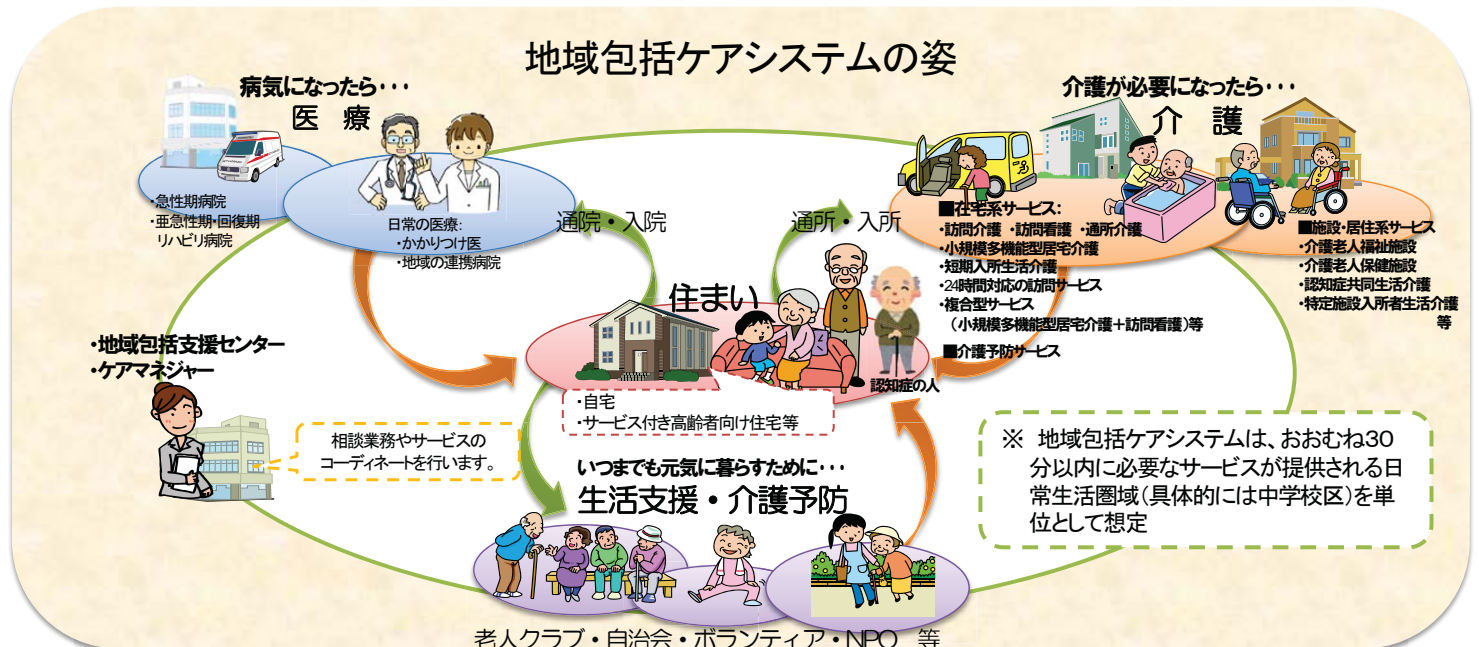 地域包括ケアシステムの姿
病気になったら･･･
医 療
・急性期病院
・亜急性期・回復期
リハビリ病院
日常の医療:
・かかりつけ医
・地域の連携病院
通院・入院
通所・入所
介護が必要になったら･･･
介 護
■在宅系サービス:
・訪問介護 ・訪問看護 ・通所介護
・小規模多機能型居宅介護
・短期入所生活介護
・24時間対応の訪問サービス
・複合型サービス
(小規模多機能型居宅介護+訪問看護)等
■介護予防サービス
■施設・居住系サービス
・介護老人福祉施設
・介護老人保健施設
・認知症共同生活介護
・特定施設入所者生活介護
等
住まい
認知症の人
・自宅
・サービス付き高齢者向け住宅等
・地域包括支援センター
・ケアマネジャー
相談業務やサービスの
コーディネートを行います。
いつまでも元気に暮らすために･･･
生活支援・介護予防
老人クラブ・自治会・ボランティア・NPO 等
※ 地域包括ケアシステムは、おおむね30
分以内に必要なサービスが提供される日
常生活圏域(具体的には中学校区)を単
位として想定